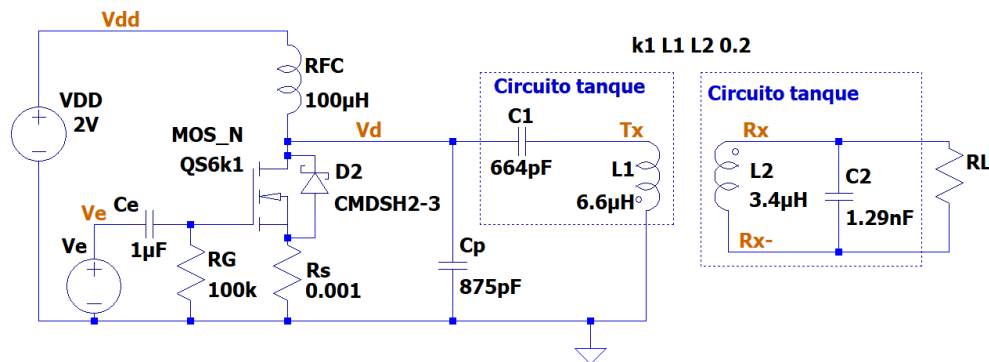 Vdd
k1 L1 L2 0.2
RFC
100µH
Circuito tanque
Circuito tanque
VDD
2V
MOS_N
QS6k1
Vd
C1
664pF
Tx
L1
6.6µH
Rx
L2
3.4µH
C2
1.29nF
RL
D2
CMDSH2-3
Ve
Ce
1µF
Ve
RG
100k
Rs
0.001
Cp
875pF
Rx-